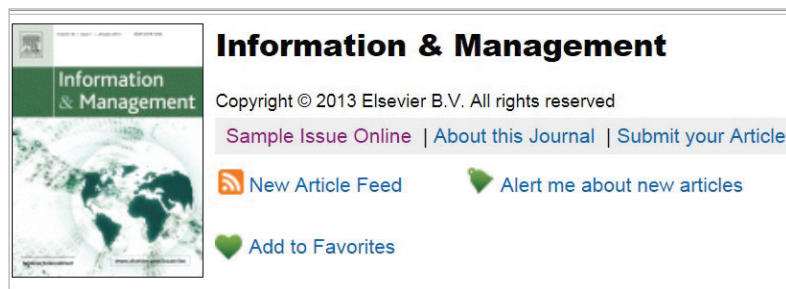 Information
& Management
Information & Management
Copyright © 2013 Elsevier B.V. All rights reserved
Sample Issue Online | About this Journal | Submit your Article
New Article Feed
Alert me about new articles
Add to Favorites